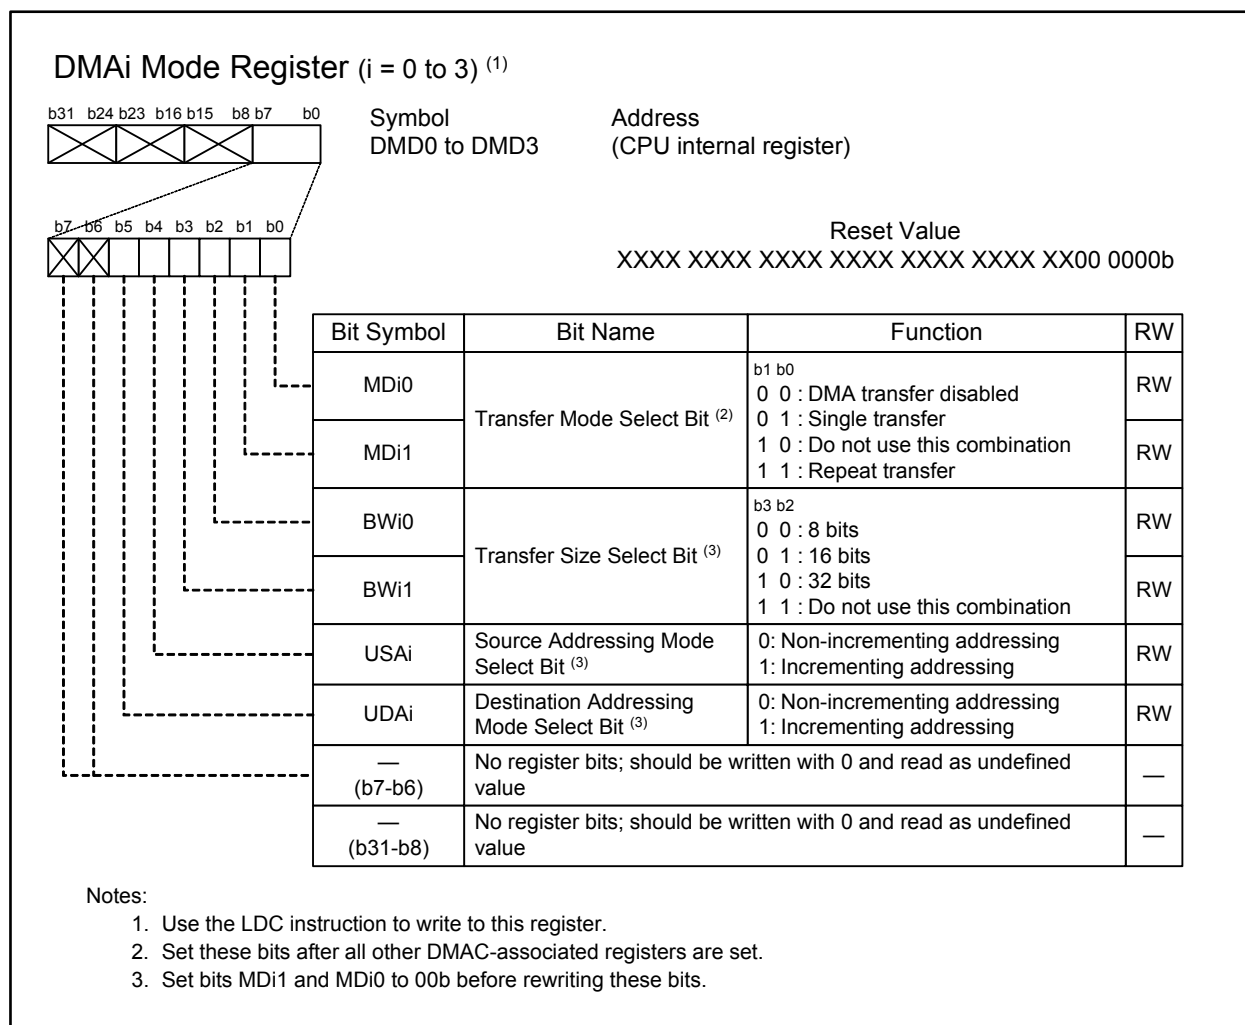 DMAi Mode Register (i = 0 to 3) (1)
b31 b24 b23 b16 b15 b8 b7 b0
Symbol Address
DMD0 to DMD3 (CPU internal register)
b7 b6 b5 b4 b3 b2 b1 b0
Reset Value
XXXX XXXX XXXX XXXX XXXX XXXX XX00 0000b
Bit Symbol Bit Name Function RW
MDi0
MDi1
Transfer Mode Select Bit (2)
b1 b0
0 0 : DMA transfer disabled
0 1 : Single transfer
1 0 : Do not use this combination
1 1 : Repeat transfer
RW
RW
BWi0
BWi1
Transfer Size Select Bit (3)
b3 b2
0 0 : 8 bits
0 1 : 16 bits
1 0 : 32 bits
1 1 : Do not use this combination
RW
RW
USAi
Source Addressing Mode
Select Bit (3)
0: Non-incrementing addressing
1: Incrementing addressing
RW
UDAi
Destination Addressing
Mode Select Bit (3)
0: Non-incrementing addressing
1: Incrementing addressing
RW
—
(b7-b6)
No register bits; should be written with 0 and read as undefined
value
—
—
(b31-b8)
No register bits; should be written with 0 and read as undefined
value
—
Notes:
1. Use the LDC instruction to write to this register.
2. Set these bits after all other DMAC-associated registers are set.
3. Set bits MDi1 and MDi0 to 00b before rewriting these bits.